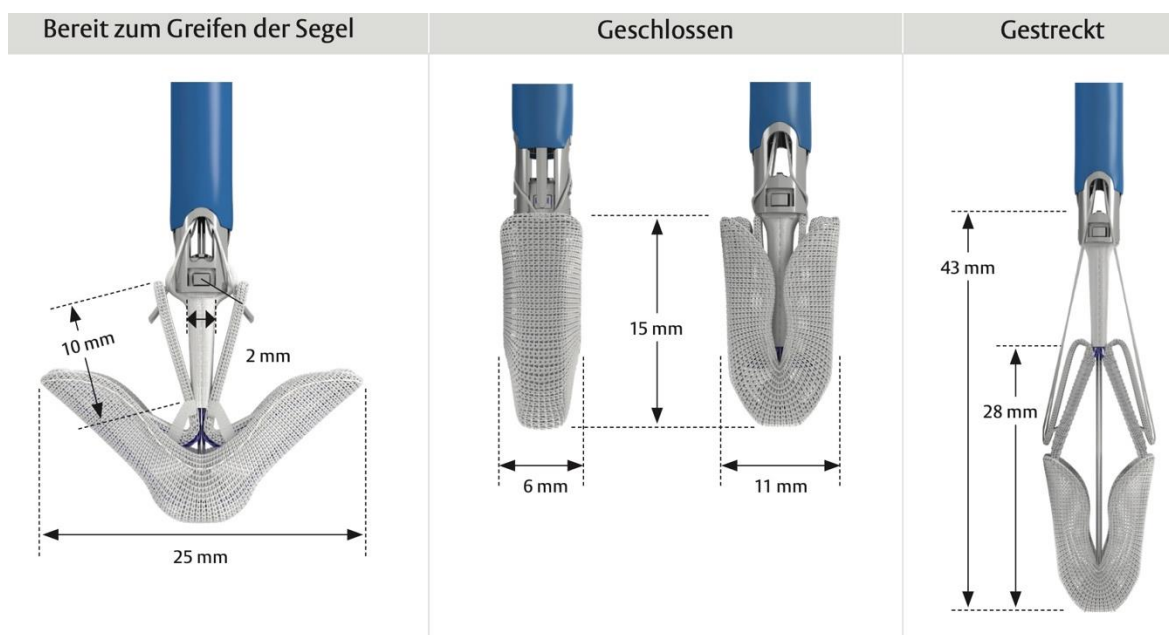 Bereit zum Greifen der Segel
Geschlossen
Gestreckt
10 mm
2 mm
25 mm
15 mm
6 mm
11 mm
43 mm
28 mm